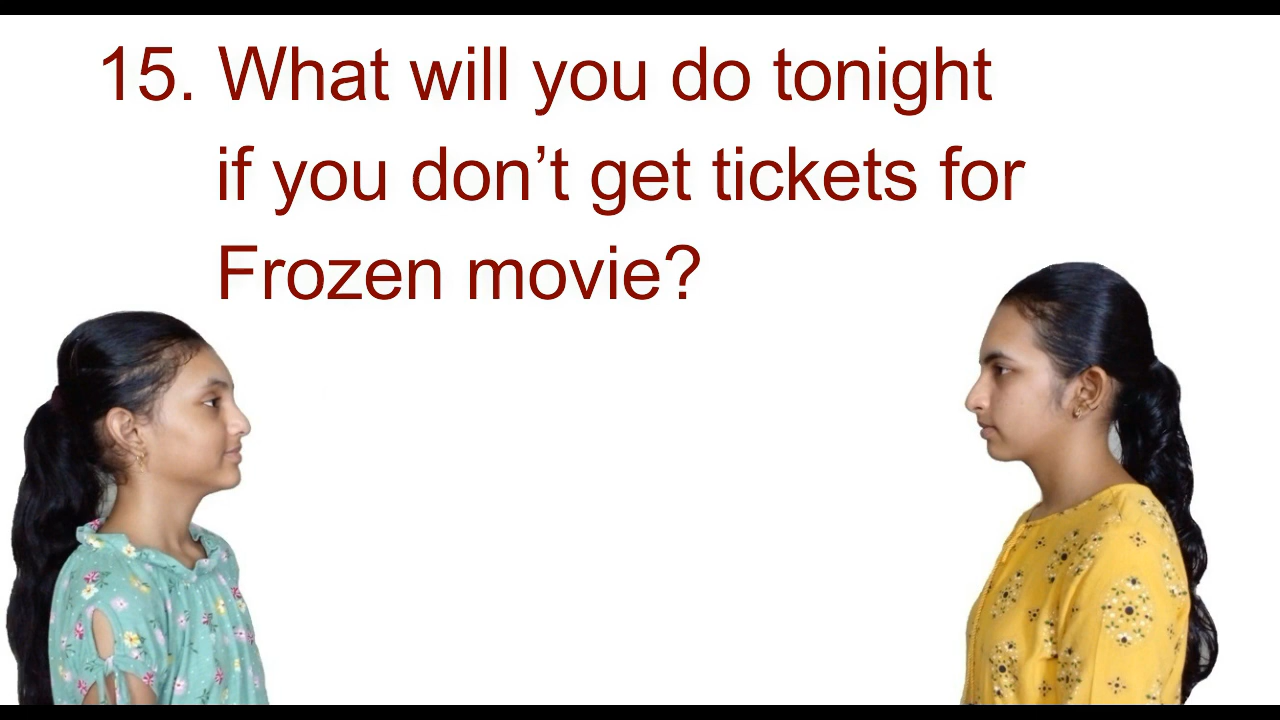 15. What will you do tonight
if you don’t get tickets for
Frozen movie?